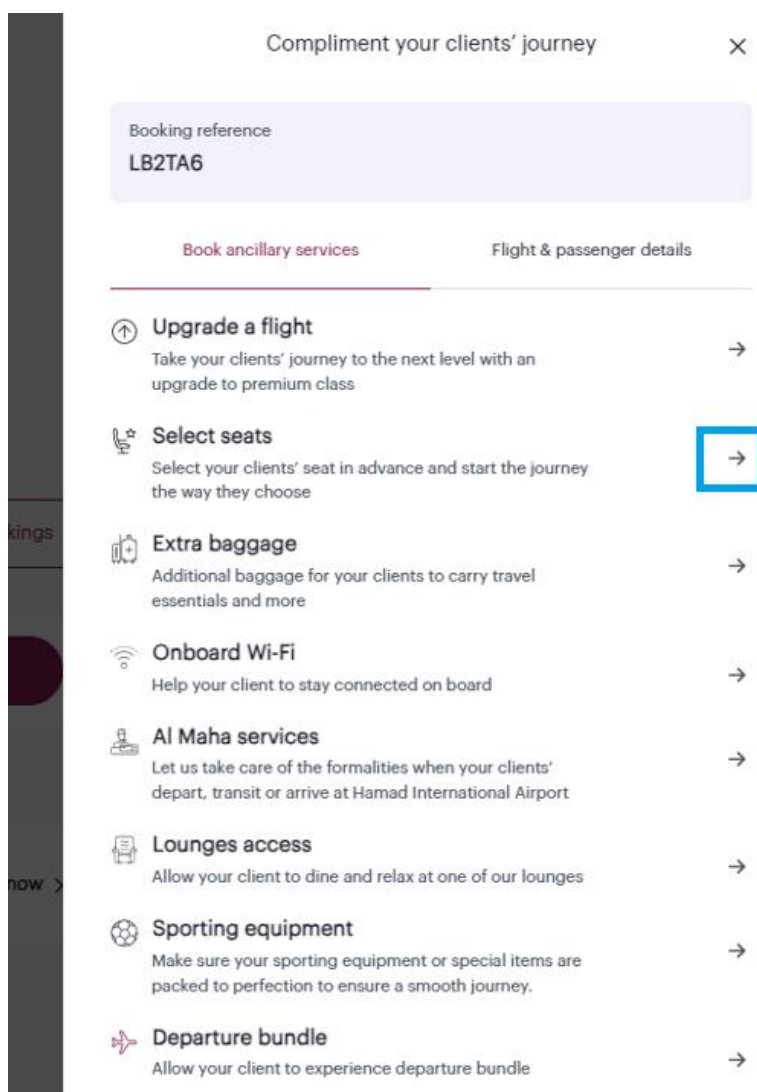 Compliment your clients' journey
Booking reference
LB2TA6
Book ancillary services
Flight & passenger details
Upgrade a flight
Take your clients' journey to the next level with an
upgrade to premium class
Select seats
Select your clients' seat in advance and start the journey
the way they choose
kings
Extra baggage
Additional baggage for your clients to carry travel
essentials and more
Onboard Wi-Fi
Help your client to stay connected on board
Al Maha services
Let us take care of the formalities when your clients'
depart, transit or arrive at Hamad International Airport
Lounges access
Allow your client to dine and relax at one of our lounges
now
Sporting equipment
Make sure your sporting equipment or special items are
packed to perfection to ensure a smooth journey.
Departure bundle
Allow your client to experience departure bundle